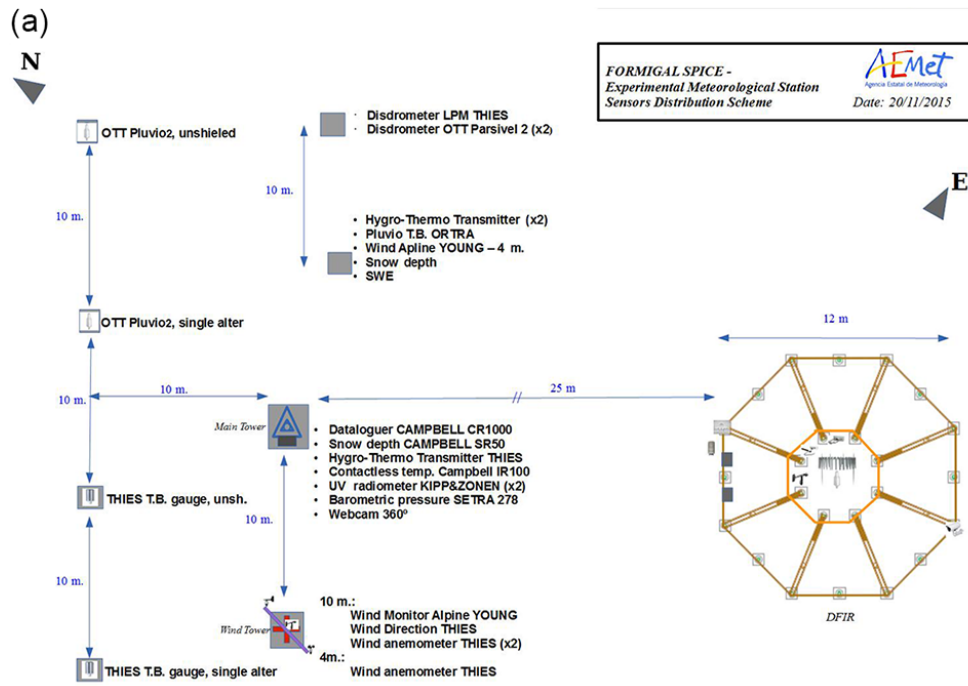 (a)
N
FORMIGAL SPICE -
Experimental Meteorological Station
Sensors Distribution Scheme
AEMet
Agencia Estatal de Meteorología
Date: 20/11/2015
OTT Pluvio2, unshieled
· Disdrometer LPM THIES
· Disdrometer OTT Parsivel 2 (x2)
10 m.
10 m.
E
• Hygro-Thermo Transmitter (x2)
• Pluvio T.B. ORTRA
• Wind Apline YOUNG – 4 m.
• Snow depth
• SWE
OTT Pluvio2, single alter
12 m
10 m.
10 m.
25 m
Main Tower
• Dataloguer CAMPBELL CR1000
• Snow depth CAMPBELL SR50
• Hygro-Thermo Transmitter THIES
• Contactless temp. Campbell IR100
• UV radiometer KIPP&ZONEN (x2)
• Barometric pressure SETRA 278
• Webcam 360º
THIES T.B. gauge, unsh.
10 m.
10 m.
10 m.:
Wind Monitor Alpine YOUNG
Wind Direction THIES
Wind anemometer THIES (x2)
4m.:
Wind anemometer THIES
Wind Tower
DFIR
THIES T.B. gauge, single alter